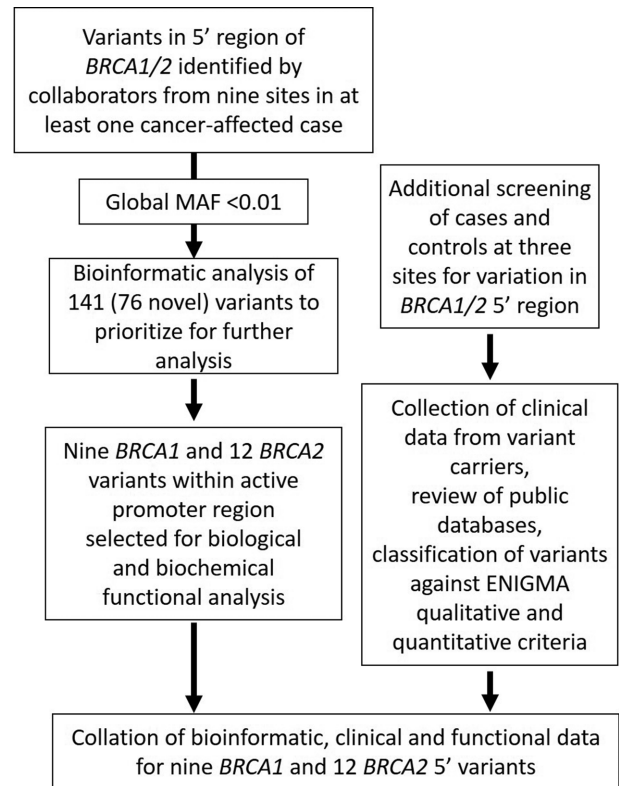 Variants in 5’ region of
BRCA1/2 identified by
collaborators from nine sites in at
least one cancer-affected case
Global MAF <0.01
Bioinformatic analysis of
141 (76 novel) variants to
prioritize for further
analysis
Nine BRCA1 and 12 BRCA2
variants within active
promoter region
selected for biological
and biochemical
functional analysis
Additional screening
of cases and
controls at three
sites for variation in
BRCA1/2 5’ region
Collection of clinical
data from variant
carriers,
review of public
databases,
classification of variants
against ENIGMA
qualitative and
quantitative criteria
Collation of bioinformatic, clinical and functional data
for nine BRCA1 and 12 BRCA2 5’ variants